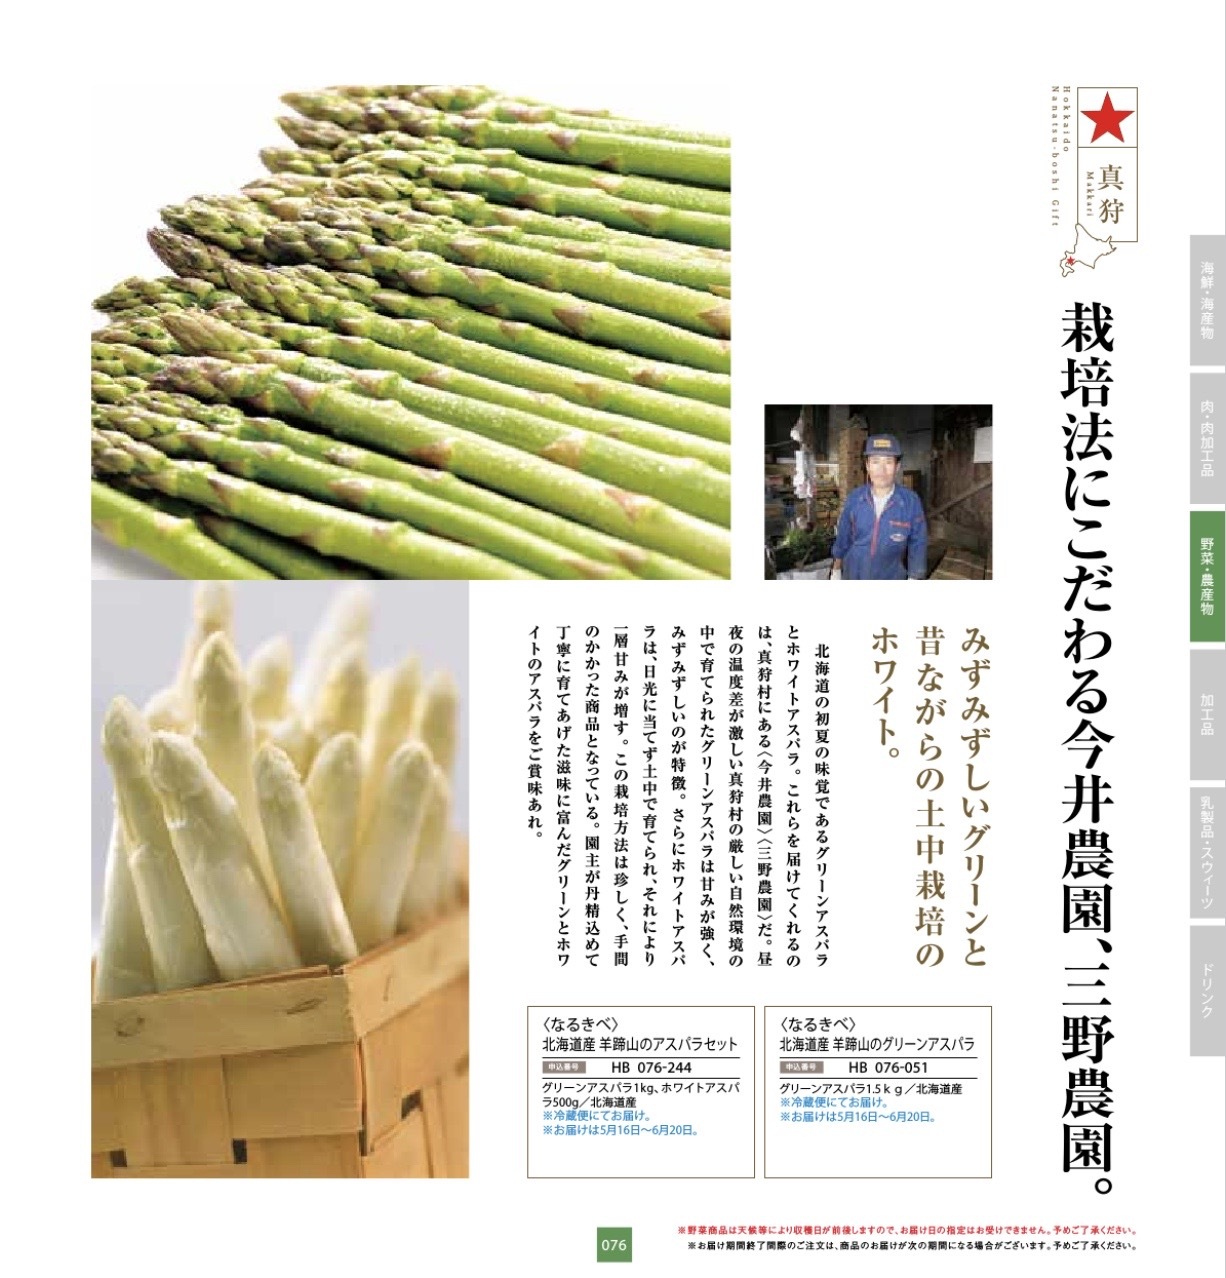 Hokkaido
Nanatsu-boshi Gift
真狩
Makkari
栽培法にこだわる今井農園、三野農園。
みずみずしいグリーンと
昔ながらの土中栽培の
ホワイト。
北海道の初夏の味覚であるグリーンアスパラ
とホワイトアスパラ。これらを届けてくれるの
は、真狩村にある〈今井農園〉〈三野農園〉だ。昼
夜の温度差が激しい真狩村の厳しい自然環境の
中で育てられたグリーンアスパラは甘みが強く、
みずみずしいのが特徴。さらにホワイトアスパ
ラは、日光に当てず土中で育てられ、それにより
一層甘みが増す。この栽培方法は珍しく、手間
のかかった商品となっている。園主が丹精込めて
丁寧に育てあげた滋味に富んだグリーンとホワ
イトのアスパラをご賞味あれ。
〈なるきべ〉
北海道産 羊蹄山のアスパラセット
申込番号 HB 076-244
グリーンアスパラ1kg、ホワイトアスパ
ラ500g／北海道産
※冷蔵便にてお届け。
※お届けは5月16日〜6月20日。
〈なるきべ〉
北海道産 羊蹄山のグリーンアスパラ
申込番号 HB 076-051
グリーンアスパラ1.5kg／北海道産
※冷蔵便にてお届け。
※お届けは5月16日〜6月20日。
海鮮・海産物
肉・肉加工品
野菜・農産物
加工品
乳製品・スウィーツ
ドリンク
076
※野菜商品は天候等により収穫日が前後しますので、お届け日の指定はお受けできません。予めご了承ください。
※お届け期間終了間際のご注文は、商品のお届けが次の期間になる場合がございます。予めご了承ください。